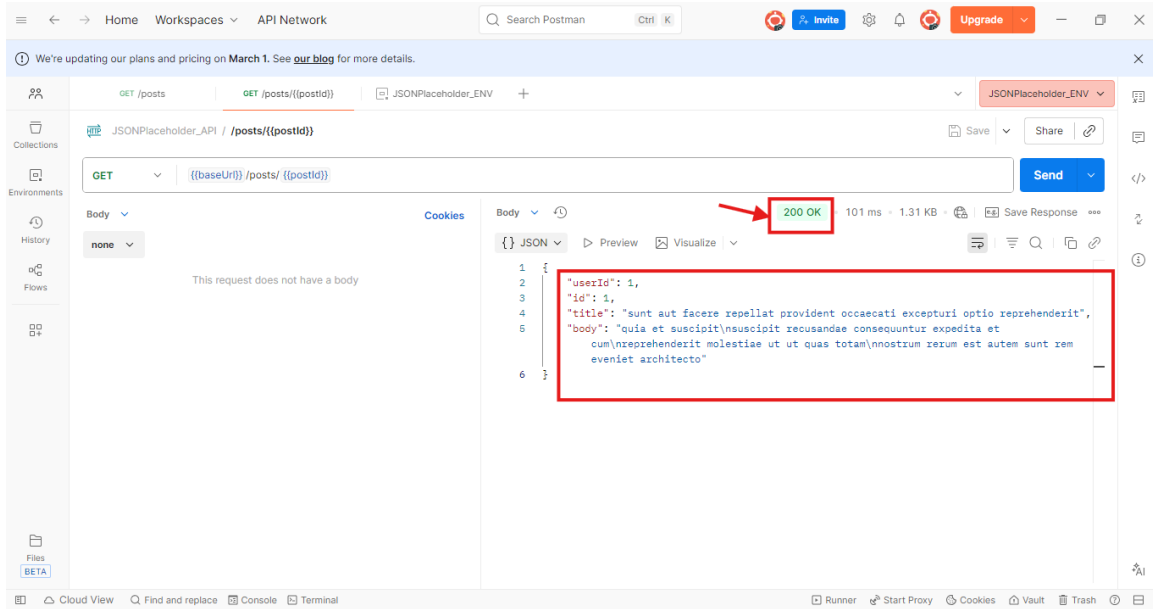 Home Workspaces API Network Search Postman Ctrl K Invite Upgrade
We're updating our plans and pricing on March 1. See our blog for more details.
GET /posts GET /posts/{{postId}} JSONPlaceholder_ENV JSONPlaceholder_ENV
Collections
Environments
History
Flows
HTTP JSONPlaceholder_API / /posts/{{postId}} Save Share
GET {{baseUrl}} /posts/ {{postId}} Send
Body Cookies
none
This request does not have a body
Body 200 OK 101 ms 1.31 KB Save Response
{} JSON Preview Visualize
1 {
2 "userId": 1,
3 "id": 1,
4 "title": "sunt aut facere repellat provident occaecati excepturi optio reprehenderit",
5 "body": "quia et suscipit\nsuscipit recusandae consequuntur expedita et
cum\nreprehenderit molestiae ut ut quas totam\nnostrum rerum est autem sunt rem
eveniet architecto"
6 }
Files
BETA
AI
Cloud View Find and replace Console Terminal Runner Start Proxy Cookies Vault Trash